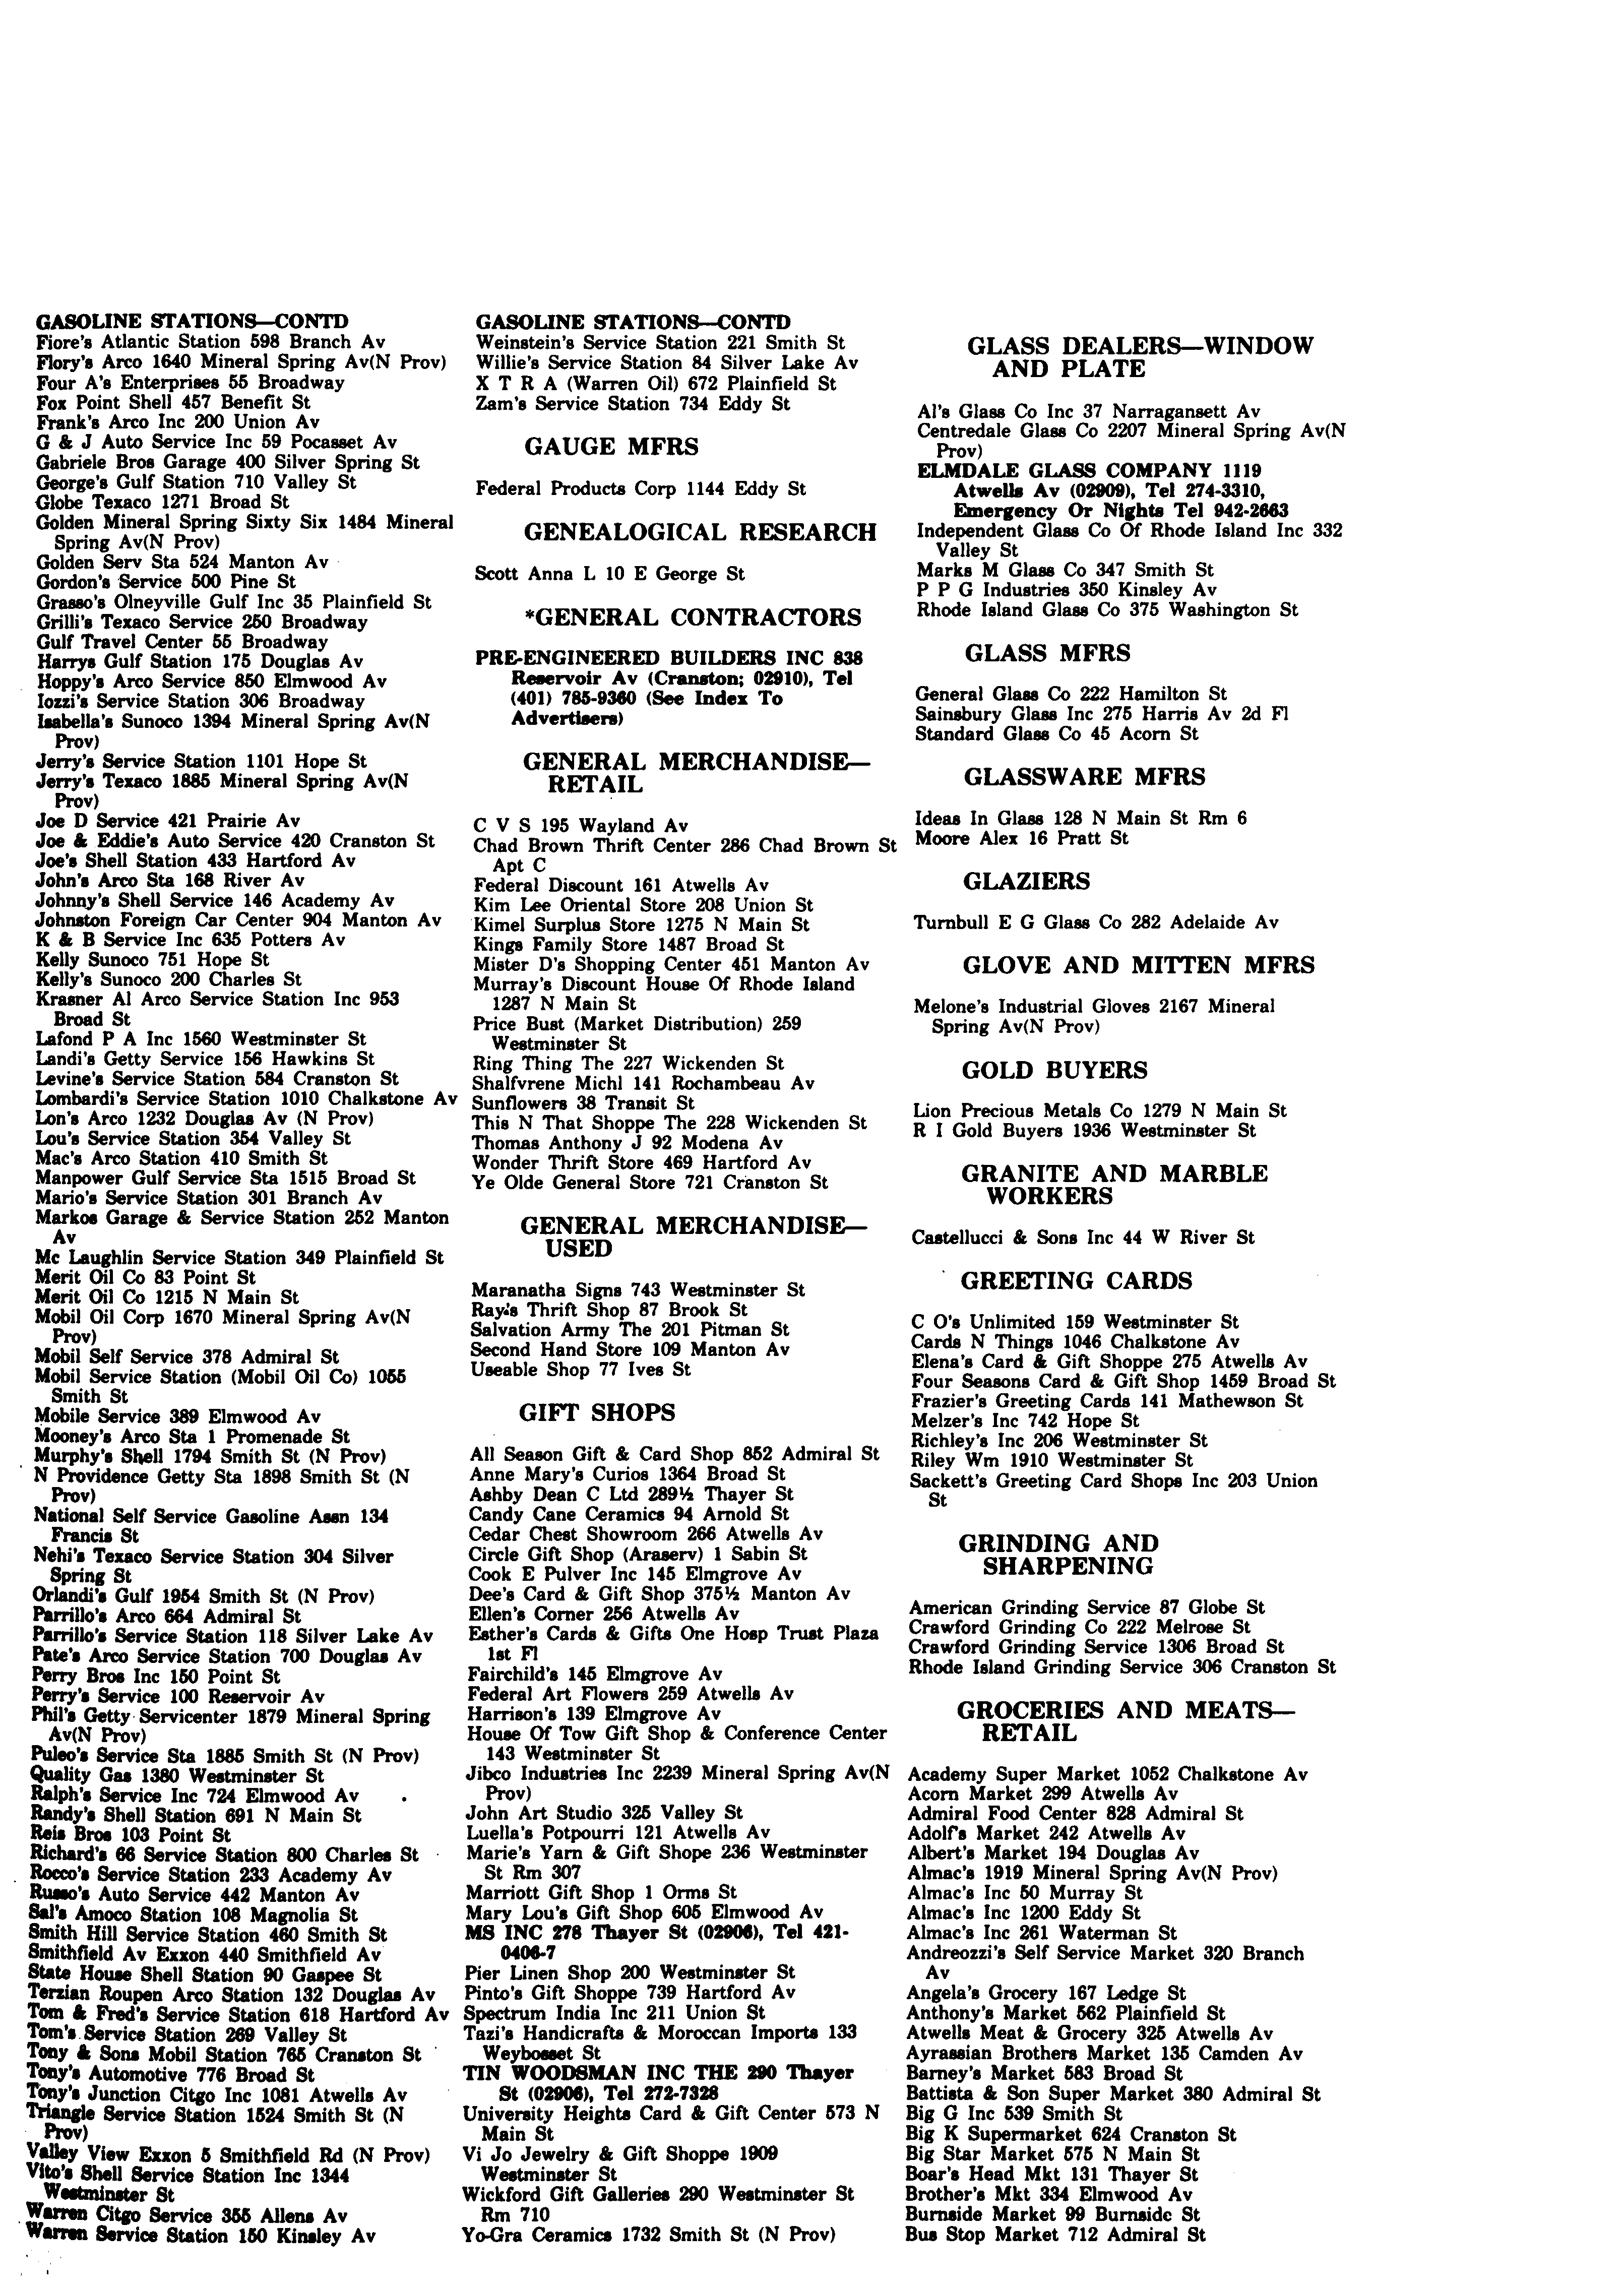 GASOLINE STATIONS—CONTD
Fiore's Atlantic Station 598 Branch Av
Flory's Arco 1640 Mineral Spring Av(N Prov)
Four A's Enterprises 55 Broadway
Fox Point Shell 457 Benefit St
Frank's Arco Inc 200 Union Av
G & J Auto Service Inc 59 Pocasset Av
Gabriele Bros Garage 400 Silver Spring St
George's Gulf Station 710 Valley St
Globe Texaco 1271 Broad St
Golden Mineral Spring Sixty Six 1484 Mineral
Spring Av(N Prov)
Golden Serv Sta 524 Manton Av
Gordon's Service 500 Pine St
Grasso's Olneyville Gulf Inc 35 Plainfield St
Grilli's Texaco Service 250 Broadway
Gulf Travel Center 55 Broadway
Harrys Gulf Station 175 Douglas Av
Hoppy's Arco Service 850 Elmwood Av
Iozzi's Service Station 306 Broadway
Isabella's Sunoco 1394 Mineral Spring Av(N
Prov)
Jerry's Service Station 1101 Hope St
Jerry's Texaco 1885 Mineral Spring Av(N
Prov)
Joe D Service 421 Prairie Av
Joe & Eddie's Auto Service 420 Cranston St
Joe's Shell Station 433 Hartford Av
John's Arco Sta 168 River Av
Johnny's Shell Service 146 Academy Av
Johnston Foreign Car Center 904 Manton Av
K & B Service Inc 635 Potters Av
Kelly Sunoco 751 Hope St
Kelly's Sunoco 200 Charles St
Krasner Al Arco Service Station Inc 953
Broad St
Lafond P A Inc 1560 Westminster St
Landi's Getty Service 156 Hawkins St
Levine's Service Station 584 Cranston St
Lombardi's Service Station 1010 Chalkstone Av
Lon's Arco 1232 Douglas Av (N Prov)
Lou's Service Station 354 Valley St
Mac's Arco Station 410 Smith St
Manpower Gulf Service Sta 1515 Broad St
Mario's Service Station 301 Branch Av
Markos Garage & Service Station 252 Manton
Av
Mc Laughlin Service Station 349 Plainfield St
Merit Oil Co 83 Point St
Merit Oil Co 1215 N Main St
Mobil Oil Corp 1670 Mineral Spring Av(N
Prov)
Mobil Self Service 378 Admiral St
Mobil Service Station (Mobil Oil Co) 1055
Smith St
Mobile Service 389 Elmwood Av
Mooney's Arco Sta 1 Promenade St
Murphy's Shell 1794 Smith St (N Prov)
N Providence Getty Sta 1898 Smith St (N
Prov)
National Self Service Gasoline Assn 134
Francis St
Nehi's Texaco Service Station 304 Silver
Spring St
Orlandi's Gulf 1954 Smith St (N Prov)
Parrillo's Arco 664 Admiral St
Parrillo's Service Station 118 Silver Lake Av
Pate's Arco Service Station 700 Douglas Av
Perry Bros Inc 150 Point St
Perry's Service 100 Reservoir Av
Phil's Getty Servicenter 1879 Mineral Spring
Av(N Prov)
Puleo's Service Sta 1885 Smith St (N Prov)
Quality Gas 1380 Westminster St
Ralph's Service Inc 724 Elmwood Av
Randy's Shell Station 691 N Main St
Reis Bros 103 Point St
Richard's 66 Service Station 800 Charles St
Rocco's Service Station 233 Academy Av
Russo's Auto Service 442 Manton Av
Sal's Amoco Station 108 Magnolia St
Smith Hill Service Station 460 Smith St
Smithfield Av Exxon 440 Smithfield Av
State House Shell Station 90 Gaspee St
Terzian Roupen Arco Station 132 Douglas Av
Tom & Fred's Service Station 618 Hartford Av
Tom's Service Station 269 Valley St
Tony & Sons Mobil Station 765 Cranston St
Tony's Automotive 776 Broad St
Tony's Junction Citgo Inc 1081 Atwells Av
Triangle Service Station 1524 Smith St (N
Prov)
Valley View Exxon 5 Smithfield Rd (N Prov)
Vito's Shell Service Station Inc 1344
Westminster St
Warren Citgo Service 355 Allens Av
Warren Service Station 150 Kinsley Av
GASOLINE STATIONS—CONTD
Weinstein's Service Station 221 Smith St
Willie's Service Station 84 Silver Lake Av
X T R A (Warren Oil) 672 Plainfield St
Zam's Service Station 734 Eddy St
GAUGE MFRS
Federal Products Corp 1144 Eddy St
GENEALOGICAL RESEARCH
Scott Anna L 10 E George St
*GENERAL CONTRACTORS
PRE-ENGINEERED BUILDERS INC 838
Reservoir Av (Cranston; 02910), Tel
(401) 785-9360 (See Index To
Advertisers)
GENERAL MERCHANDISE—
RETAIL
C V S 195 Wayland Av
Chad Brown Thrift Center 286 Chad Brown St
Apt C
Federal Discount 161 Atwells Av
Kim Lee Oriental Store 208 Union St
Kimel Surplus Store 1275 N Main St
Kings Family Store 1487 Broad St
Mister D's Shopping Center 451 Manton Av
Murray's Discount House Of Rhode Island
1287 N Main St
Price Bust (Market Distribution) 259
Westminster St
Ring Thing The 227 Wickenden St
Shalfvrene Michl 141 Rochambeau Av
Sunflowers 38 Transit St
This N That Shoppe The 228 Wickenden St
Thomas Anthony J 92 Modena Av
Wonder Thrift Store 469 Hartford Av
Ye Olde General Store 721 Cranston St
GENERAL MERCHANDISE—
USED
Maranatha Signs 743 Westminster St
Ray's Thrift Shop 87 Brook St
Salvation Army The 201 Pitman St
Second Hand Store 109 Manton Av
Useable Shop 77 Ives St
GIFT SHOPS
All Season Gift & Card Shop 852 Admiral St
Anne Mary's Curios 1364 Broad St
Ashby Dean C Ltd 289½ Thayer St
Candy Cane Ceramics 94 Arnold St
Cedar Chest Showroom 266 Atwells Av
Circle Gift Shop (Araserv) 1 Sabin St
Cook E Pulver Inc 145 Elmgrove Av
Dee's Card & Gift Shop 375½ Manton Av
Ellen's Corner 256 Atwells Av
Esther's Cards & Gifts One Hosp Trust Plaza
1st Fl
Fairchild's 145 Elmgrove Av
Federal Art Flowers 259 Atwells Av
Harrison's 139 Elmgrove Av
House Of Tow Gift Shop & Conference Center
143 Westminster St
Jibco Industries Inc 2239 Mineral Spring Av(N
Prov)
John Art Studio 325 Valley St
Luella's Potpourri 121 Atwells Av
Marie's Yarn & Gift Shope 236 Westminster
St Rm 307
Marriott Gift Shop 1 Orms St
Mary Lou's Gift Shop 605 Elmwood Av
MS INC 278 Thayer St (02906), Tel 421-
0406-7
Pier Linen Shop 200 Westminster St
Pinto's Gift Shoppe 739 Hartford Av
Spectrum India Inc 211 Union St
Tazi's Handicrafts & Moroccan Imports 133
Weybosset St
TIN WOODSMAN INC THE 290 Thayer
St (02906), Tel 272-7328
University Heights Card & Gift Center 573 N
Main St
Vi Jo Jewelry & Gift Shoppe 1909
Westminster St
Wickford Gift Galleries 290 Westminster St
Rm 710
Yo-Gra Ceramics 1732 Smith St (N Prov)
GLASS DEALERS—WINDOW
AND PLATE
Al's Glass Co Inc 37 Narragansett Av
Centredale Glass Co 2207 Mineral Spring Av(N
Prov)
ELMDALE GLASS COMPANY 1119
Atwells Av (02909), Tel 274-3310,
Emergency Or Nights Tel 942-2663
Independent Glass Co Of Rhode Island Inc 332
Valley St
Marks M Glass Co 347 Smith St
P P G Industries 350 Kinsley Av
Rhode Island Glass Co 375 Washington St
GLASS MFRS
General Glass Co 222 Hamilton St
Sainsbury Glass Inc 275 Harris Av 2d Fl
Standard Glass Co 45 Acorn St
GLASSWARE MFRS
Ideas In Glass 128 N Main St Rm 6
Moore Alex 16 Pratt St
GLAZIERS
Turnbull E G Glass Co 282 Adelaide Av
GLOVE AND MITTEN MFRS
Melone's Industrial Gloves 2167 Mineral
Spring Av(N Prov)
GOLD BUYERS
Lion Precious Metals Co 1279 N Main St
R I Gold Buyers 1936 Westminster St
GRANITE AND MARBLE
WORKERS
Castellucci & Sons Inc 44 W River St
GREETING CARDS
C O's Unlimited 159 Westminster St
Cards N Things 1046 Chalkstone Av
Elena's Card & Gift Shoppe 275 Atwells Av
Four Seasons Card & Gift Shop 1459 Broad St
Frazier's Greeting Cards 141 Mathewson St
Melzer's Inc 742 Hope St
Richley's Inc 206 Westminster St
Riley Wm 1910 Westminster St
Sackett's Greeting Card Shops Inc 203 Union
St
GRINDING AND
SHARPENING
American Grinding Service 87 Globe St
Crawford Grinding Co 222 Melrose St
Crawford Grinding Service 1306 Broad St
Rhode Island Grinding Service 306 Cranston St
GROCERIES AND MEATS—
RETAIL
Academy Super Market 1052 Chalkstone Av
Acorn Market 299 Atwells Av
Admiral Food Center 828 Admiral St
Adolf's Market 242 Atwells Av
Albert's Market 194 Douglas Av
Almac's 1919 Mineral Spring Av(N Prov)
Almac's Inc 50 Murray St
Almac's Inc 1200 Eddy St
Almac's Inc 261 Waterman St
Andreozzi's Self Service Market 320 Branch
Av
Angela's Grocery 167 Ledge St
Anthony's Market 562 Plainfield St
Atwells Meat & Grocery 325 Atwells Av
Ayrassian Brothers Market 135 Camden Av
Barney's Market 583 Broad St
Battista & Son Super Market 380 Admiral St
Big G Inc 539 Smith St
Big K Supermarket 624 Cranston St
Big Star Market 575 N Main St
Boar's Head Mkt 131 Thayer St
Brother's Mkt 334 Elmwood Av
Burnside Market 99 Burnside St
Bus Stop Market 712 Admiral St